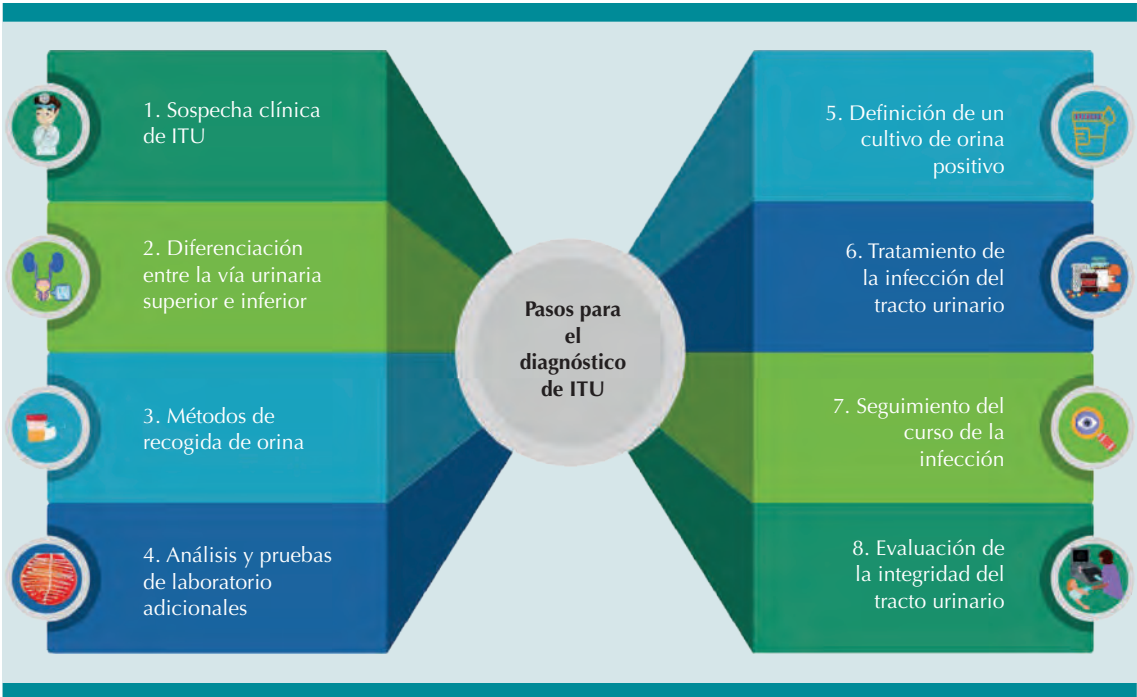 1. Sospecha clínica
de ITU
2. Diferenciación
entre la vía urinaria
superior e inferior
3. Métodos de
recogida de orina
4. Análisis y pruebas
de laboratorio
adicionales
Pasos para
el
diagnóstico
de ITU
5. Definición de un
cultivo de orina
positivo
6. Tratamiento de
la infección del
tracto urinario
7. Seguimiento del
curso de la
infección
8. Evaluación de
la integridad del
tracto urinario